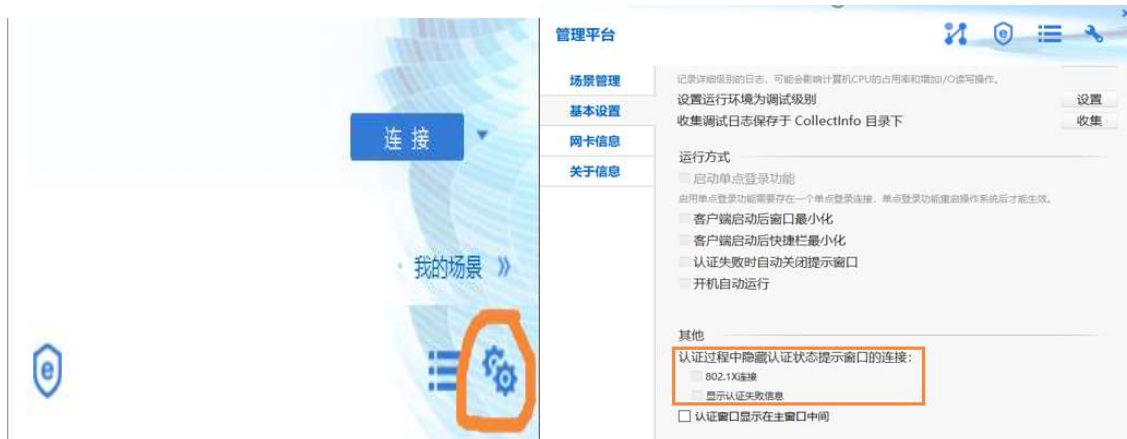 连 接
我的场景
e
管理平台
e
场景管理
基本设置
网卡信息
关于信息
记录详细级别的日志，可能会影响计算机CPU的占用率和增加I/O读写操作。
设置运行环境为调试级别
设置
收集调试日志保存于 CollectInfo 目录下
收集
运行方式
启动单点登录功能
启用单点登录功能需要存在一个单点登录连接，单点登录功能重启操作系统后才能生效。
客户端启动后窗口最小化
客户端启动后快捷栏最小化
认证失败时自动关闭提示窗口
开机自动运行
其他
认证过程中隐藏认证状态提示窗口的连接：
802.1X连接
显示认证失败信息
认证窗口显示在主窗口中间